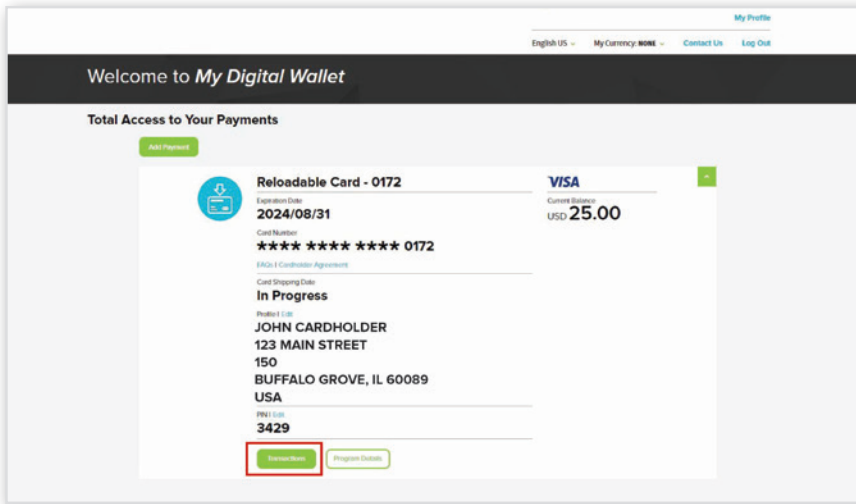 My Profile
English US My Currency: NONE Contact Us Log Out
Welcome to My Digital Wallet
Total Access to Your Payments
Add Payment
Reloadable Card - 0172
VISA
Expiration Date
2024/08/31
Current Balance
USD 25.00
Card Number
**** **** **** 0172
FAQs | Cardholder Agreement
Card Shipping Date
In Progress
Profile | Edit
JOHN CARDHOLDER
123 MAIN STREET
150
BUFFALO GROVE, IL 60089
USA
PIN | Edit
3429
Transactions Program Details